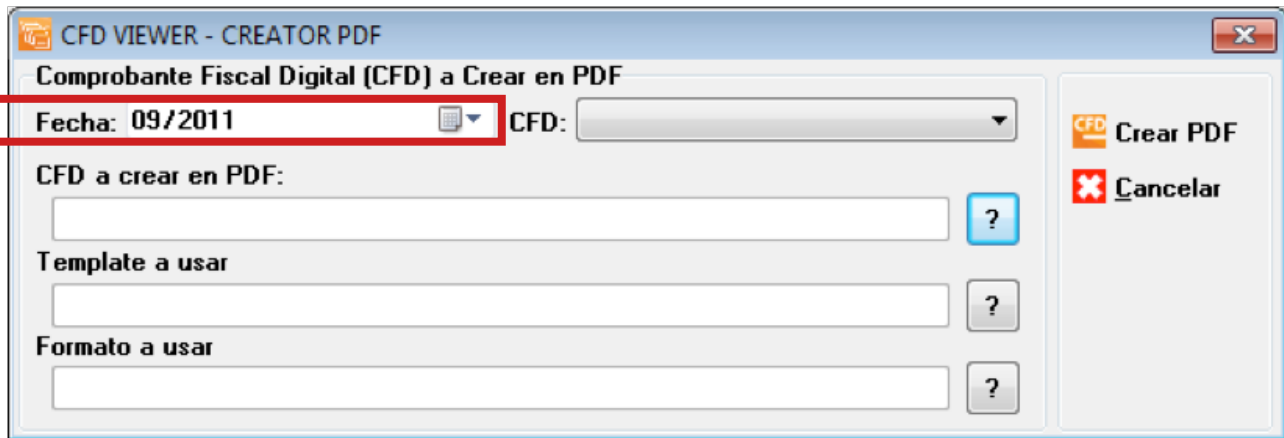 CFD VIEWER - CREATOR PDF
Comprobante Fiscal Digital (CFD) a Crear en PDF
Fecha: 09/2011 CFD:
CFD Crear PDF
CFD a crear en PDF:
Cancelar
?
Template a usar
?
Formato a usar
?